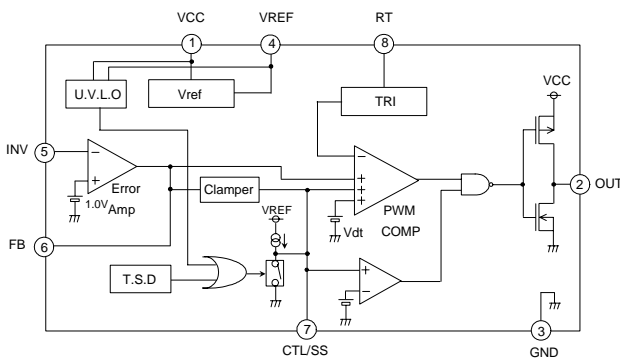 VCC
VREF
RT
1
4
8
U.V.L.O
Vref
TRI
VCC
INV
5
Error
Amp
1.0V
Clamper
PWM
COMP
Vdt
2
OUT
FB
6
VREF
T.S.D
7
CTL/SS
3
GND